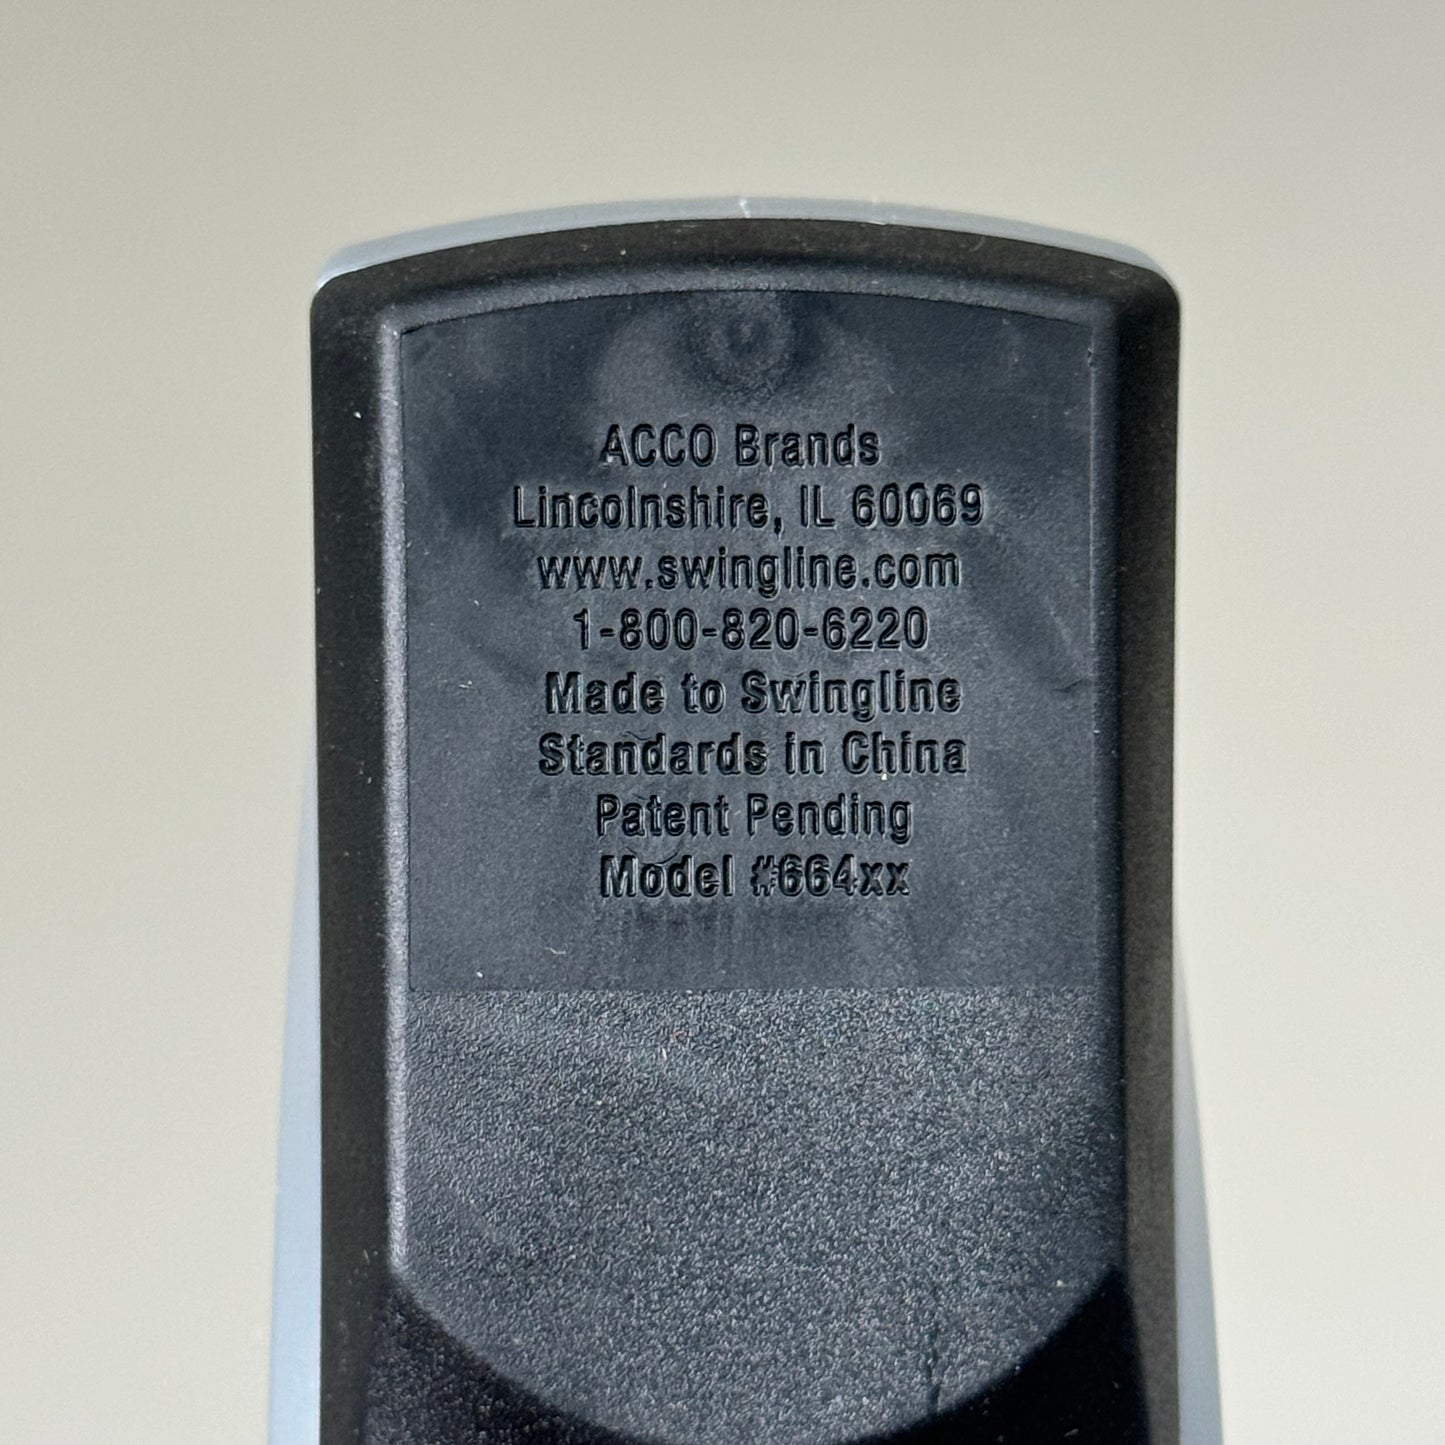 ACCO Brands
Lincolnshire, IL 60069
www.swingline.com
1-800-820-6220
Made to Swingline
Standards in China
Patent Pending
Model #664xx